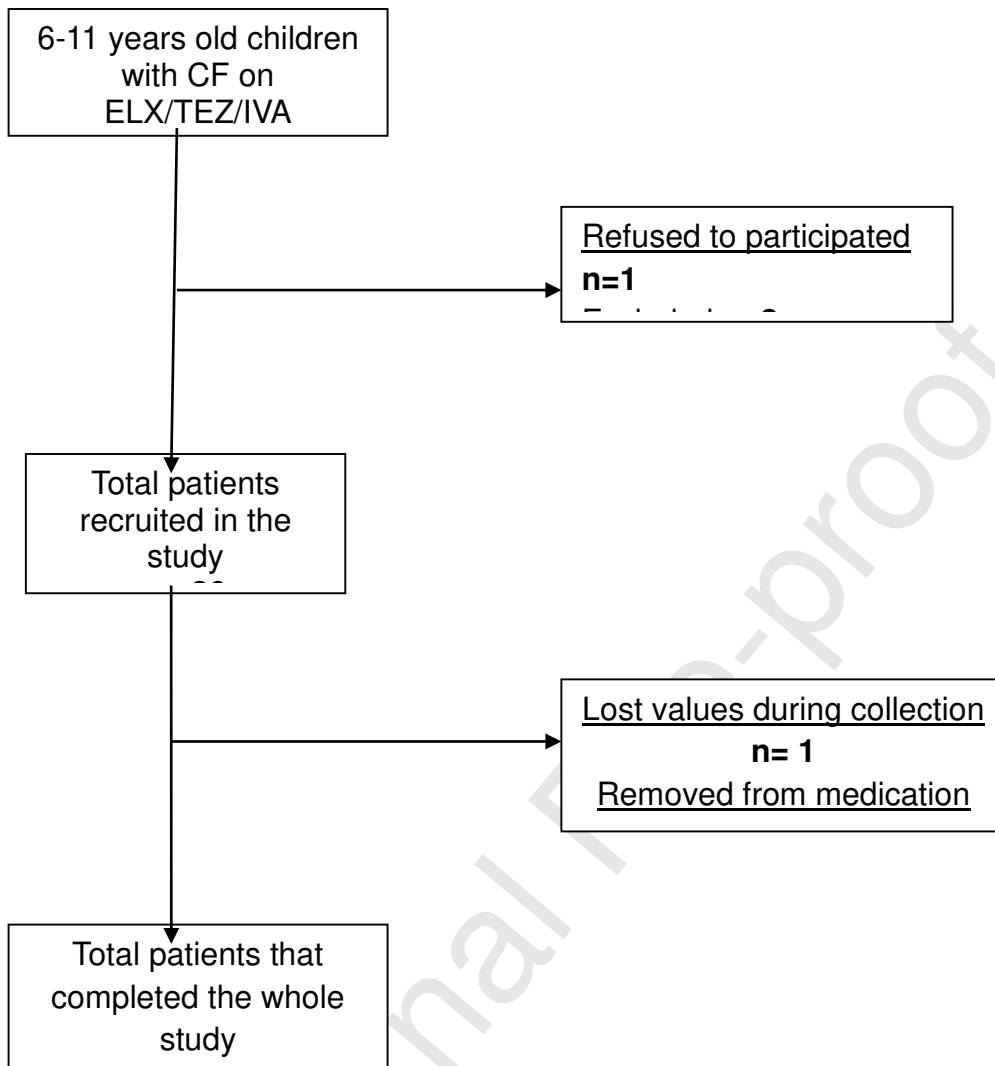 6-11 years old children
with CF on
ELX/TEZ/IVA
Refused to participated
n=1
Total patients
recruited in the
study
Lost values during collection
n= 1
Removed from medication
Total patients that
completed the whole
study